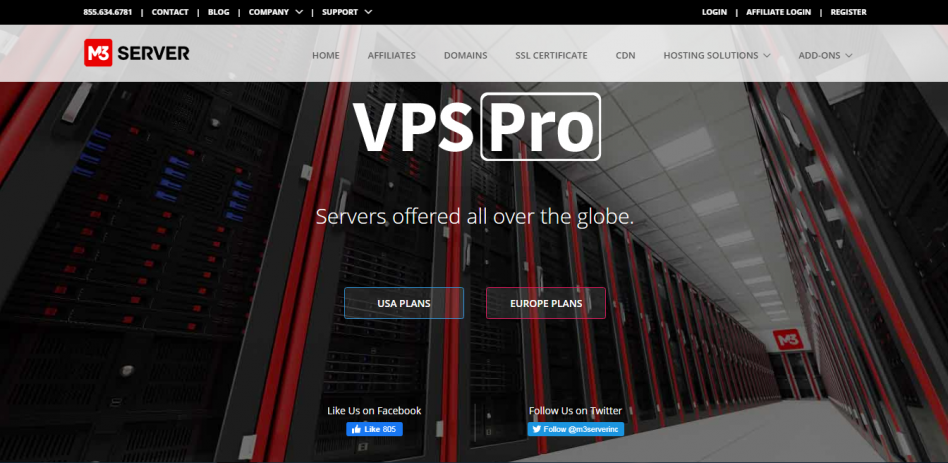 855.634.6781 | CONTACT | BLOG | COMPANY | SUPPORT
LOGIN | AFFILIATE LOGIN | REGISTER
M3 SERVER
HOME AFFILIATES DOMAINS SSL CERTIFICATE CDN HOSTING SOLUTIONS ADD-ONS
VPS Pro
Servers offered all over the globe.
USA PLANS
EUROPE PLANS
M3
Like Us on Facebook
Follow Us on Twitter
Like 805
Follow @m3serverinc